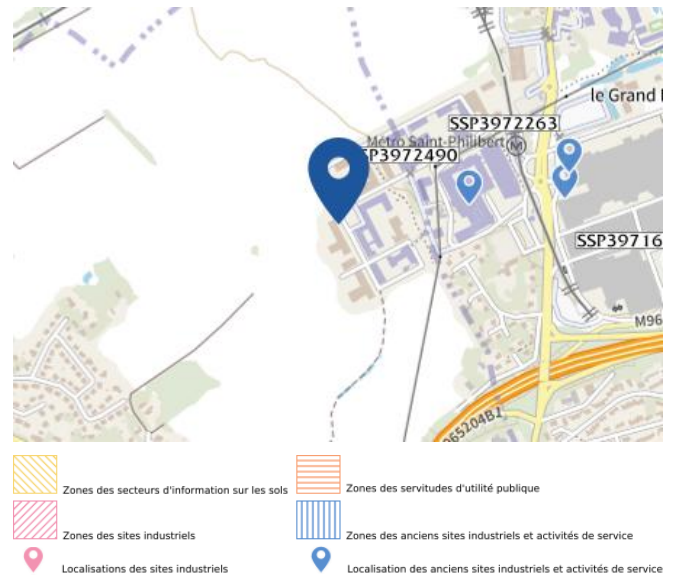 le Grand
SSP3972263
Métro Saint-Philibert
M
SP3972490
SSP39716
M96
Zones des secteurs d'information sur les sols
Zones des servitudes d'utilité publique
Zones des sites industriels
Zones des anciens sites industriels et activités de service
Localisations des sites industriels
Localisation des anciens sites industriels et activités de service